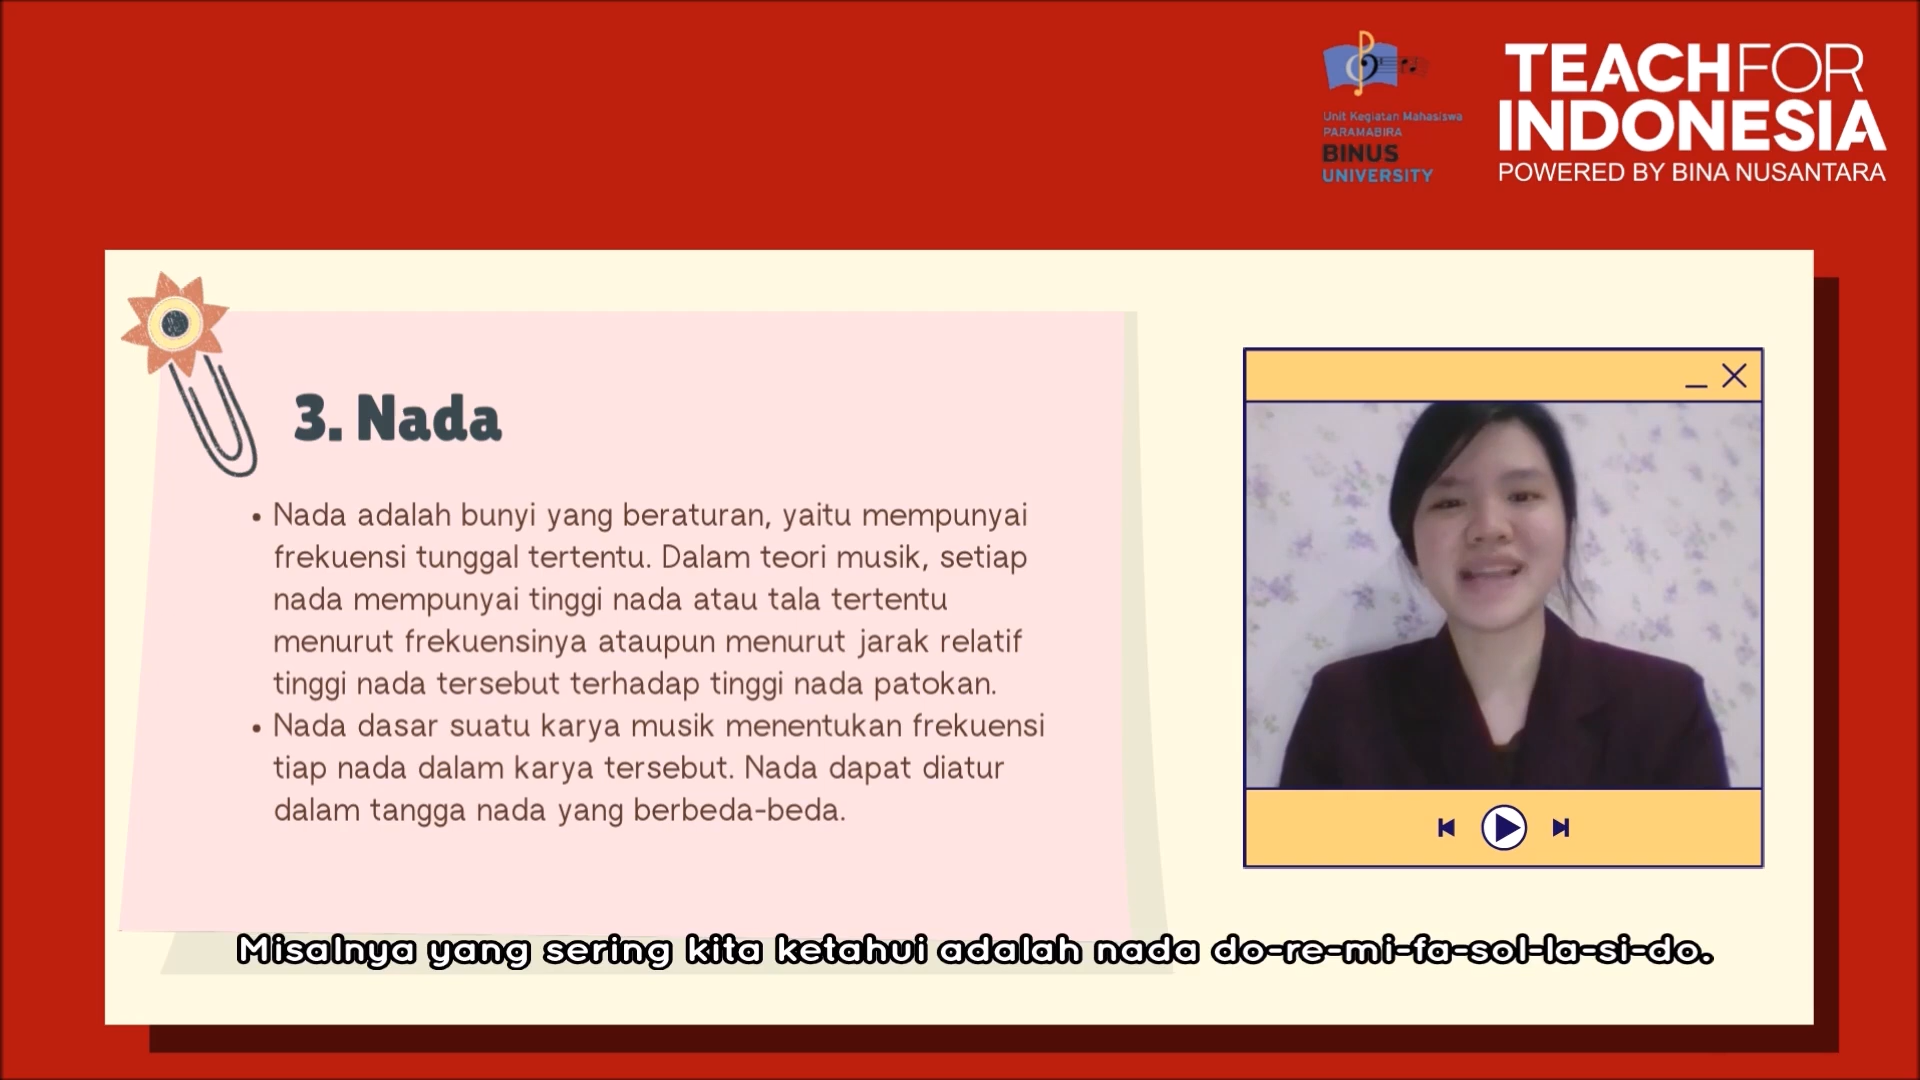 Unit Kegiatan Mahasiswa
PARAMABIRA
BINUS
UNIVERSITY
TEACHFOR
INDONESIA
POWERED BY BINA NUSANTARA
3. Nada
• Nada adalah bunyi yang beraturan, yaitu mempunyai
frekuensi tunggal tertentu. Dalam teori musik, setiap
nada mempunyai tinggi nada atau tala tertentu
menurut frekuensinya ataupun menurut jarak relatif
tinggi nada tersebut terhadap tinggi nada patokan.
• Nada dasar suatu karya musik menentukan frekuensi
tiap nada dalam karya tersebut. Nada dapat diatur
dalam tangga nada yang berbeda-beda.
Misalnya yang sering kita ketahui adalah nada do-re-mi-fa-sol-la-si-do.